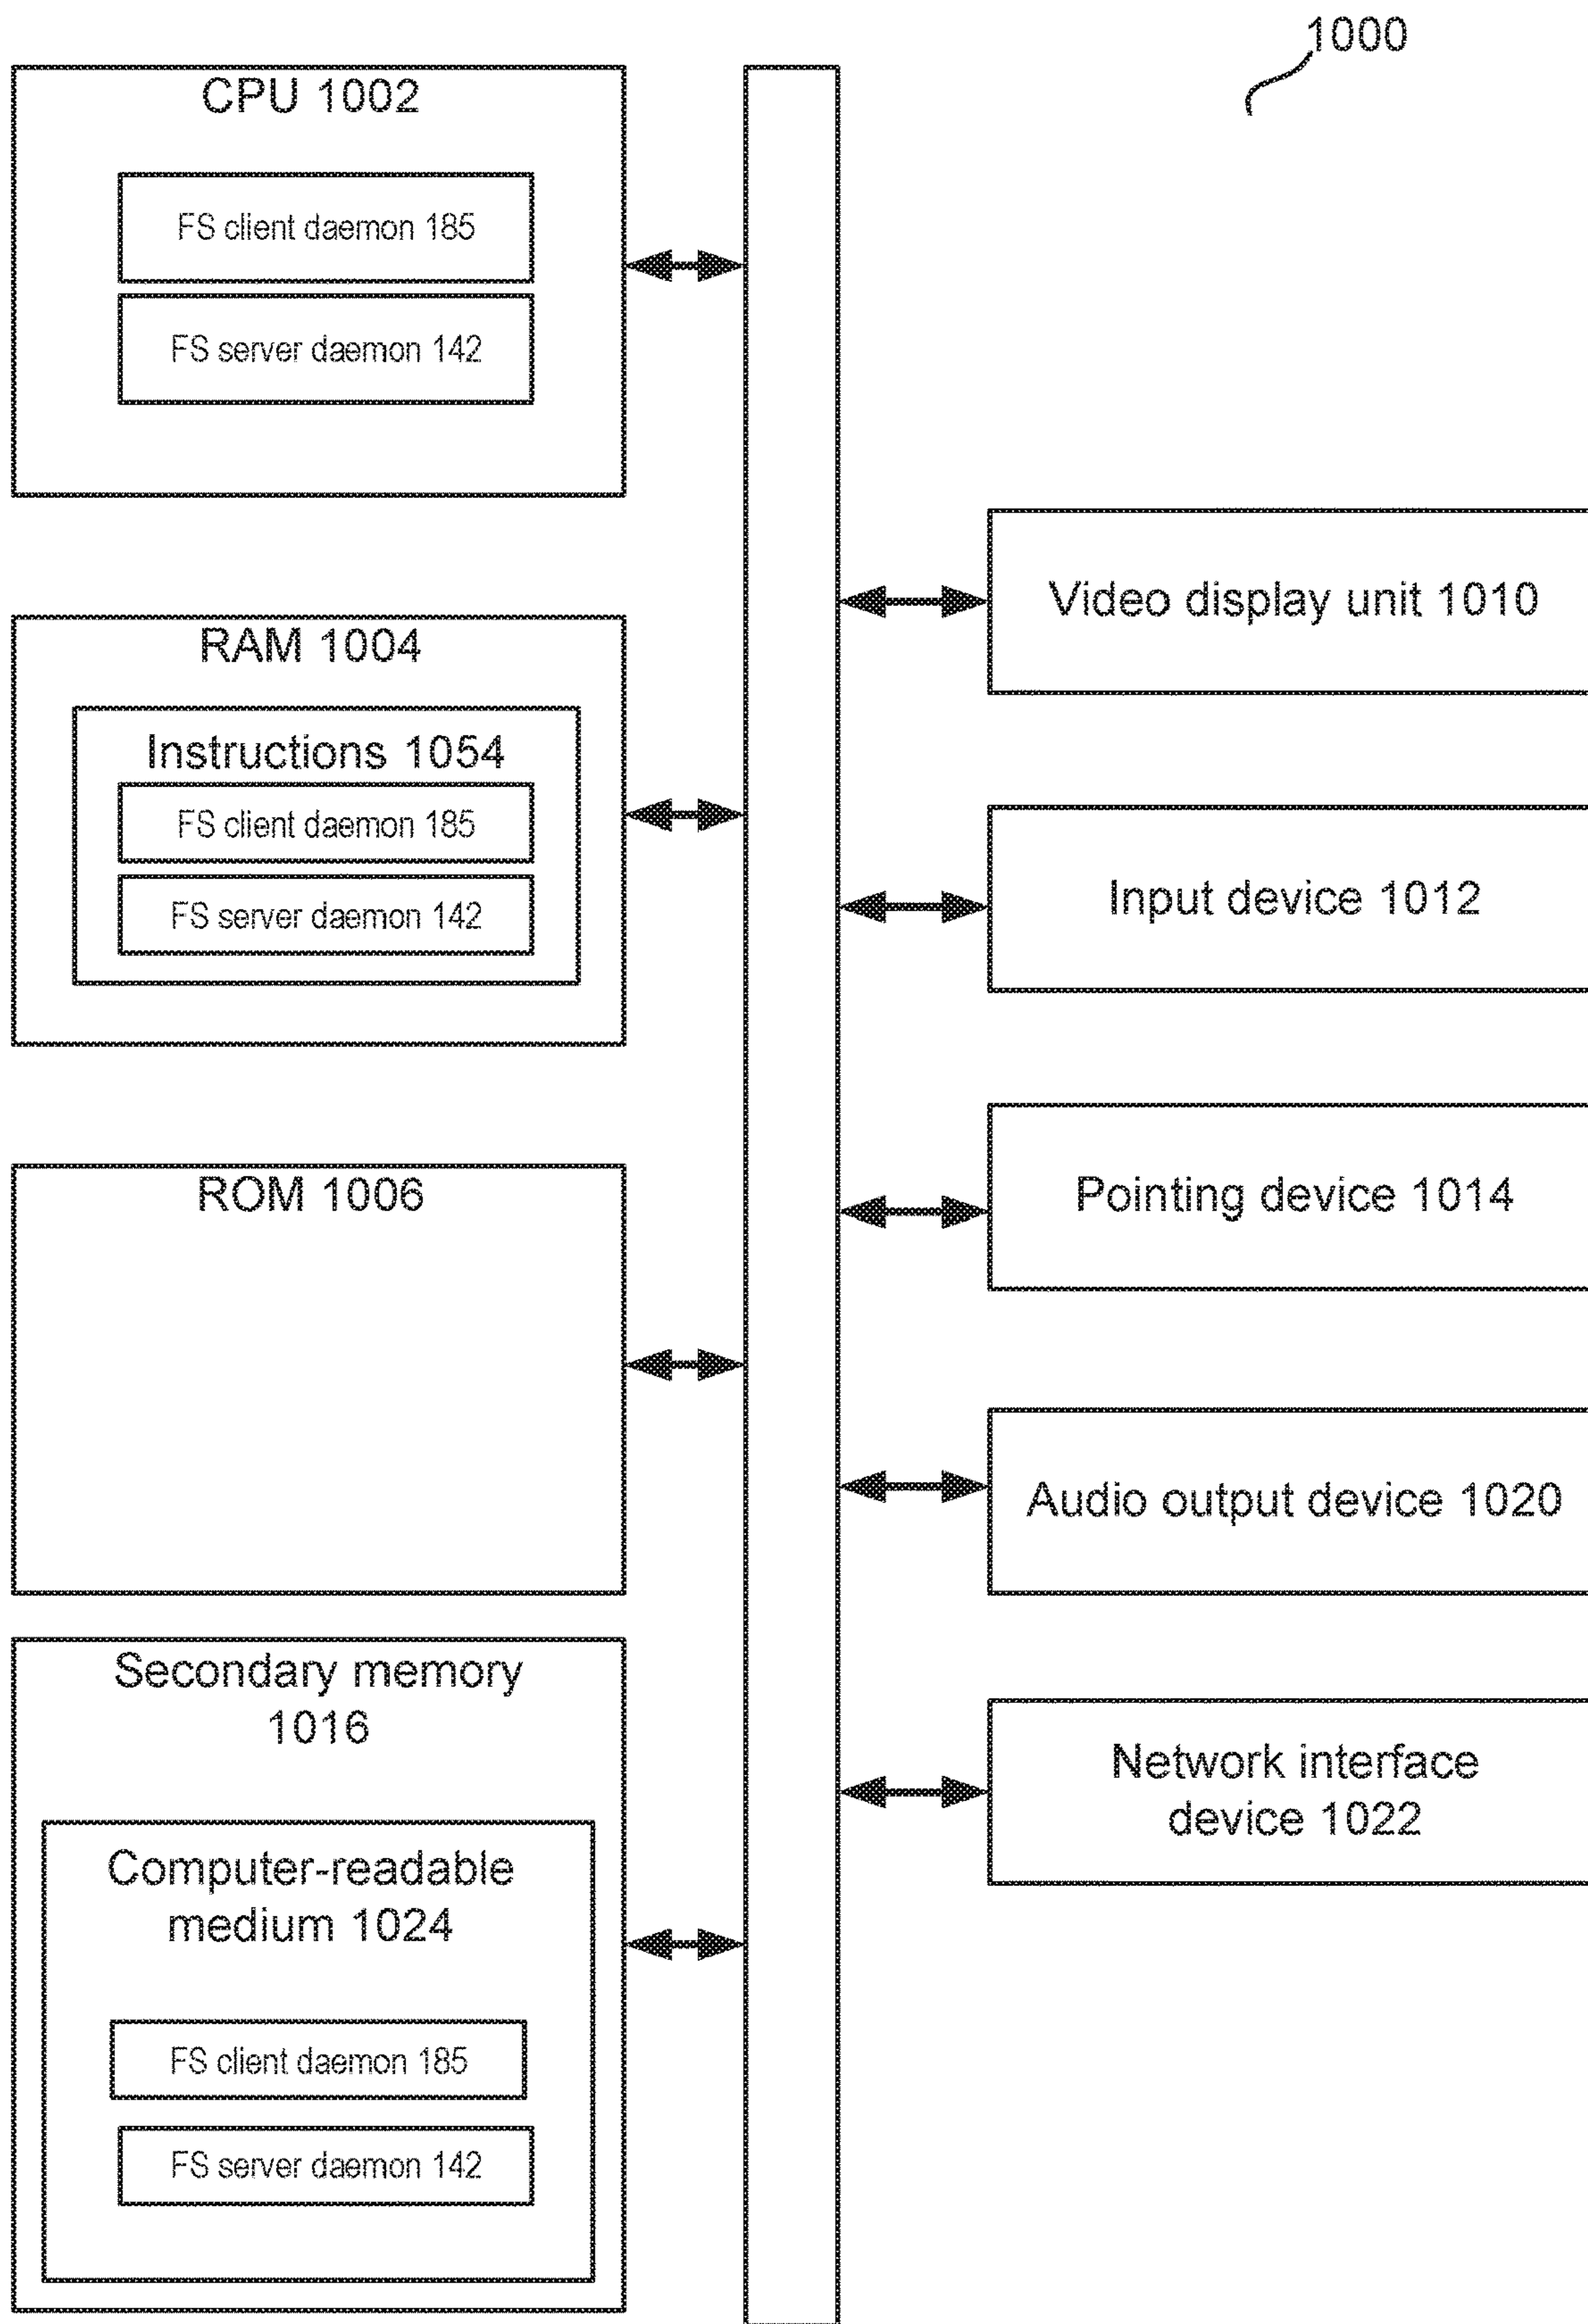 1000
CPU 1002
FS client daemon 185
FS server daemon 142
RAM 1004
Instructions 1054
FS client daemon 185
FS server daemon 142
ROM 1006
Secondary memory
1016
Computer-readable
medium 1024
FS client daemon 185
FS server daemon 142
Video display unit 1010
Input device 1012
Pointing device 1014
Audio output device 1020
Network interface
device 1022